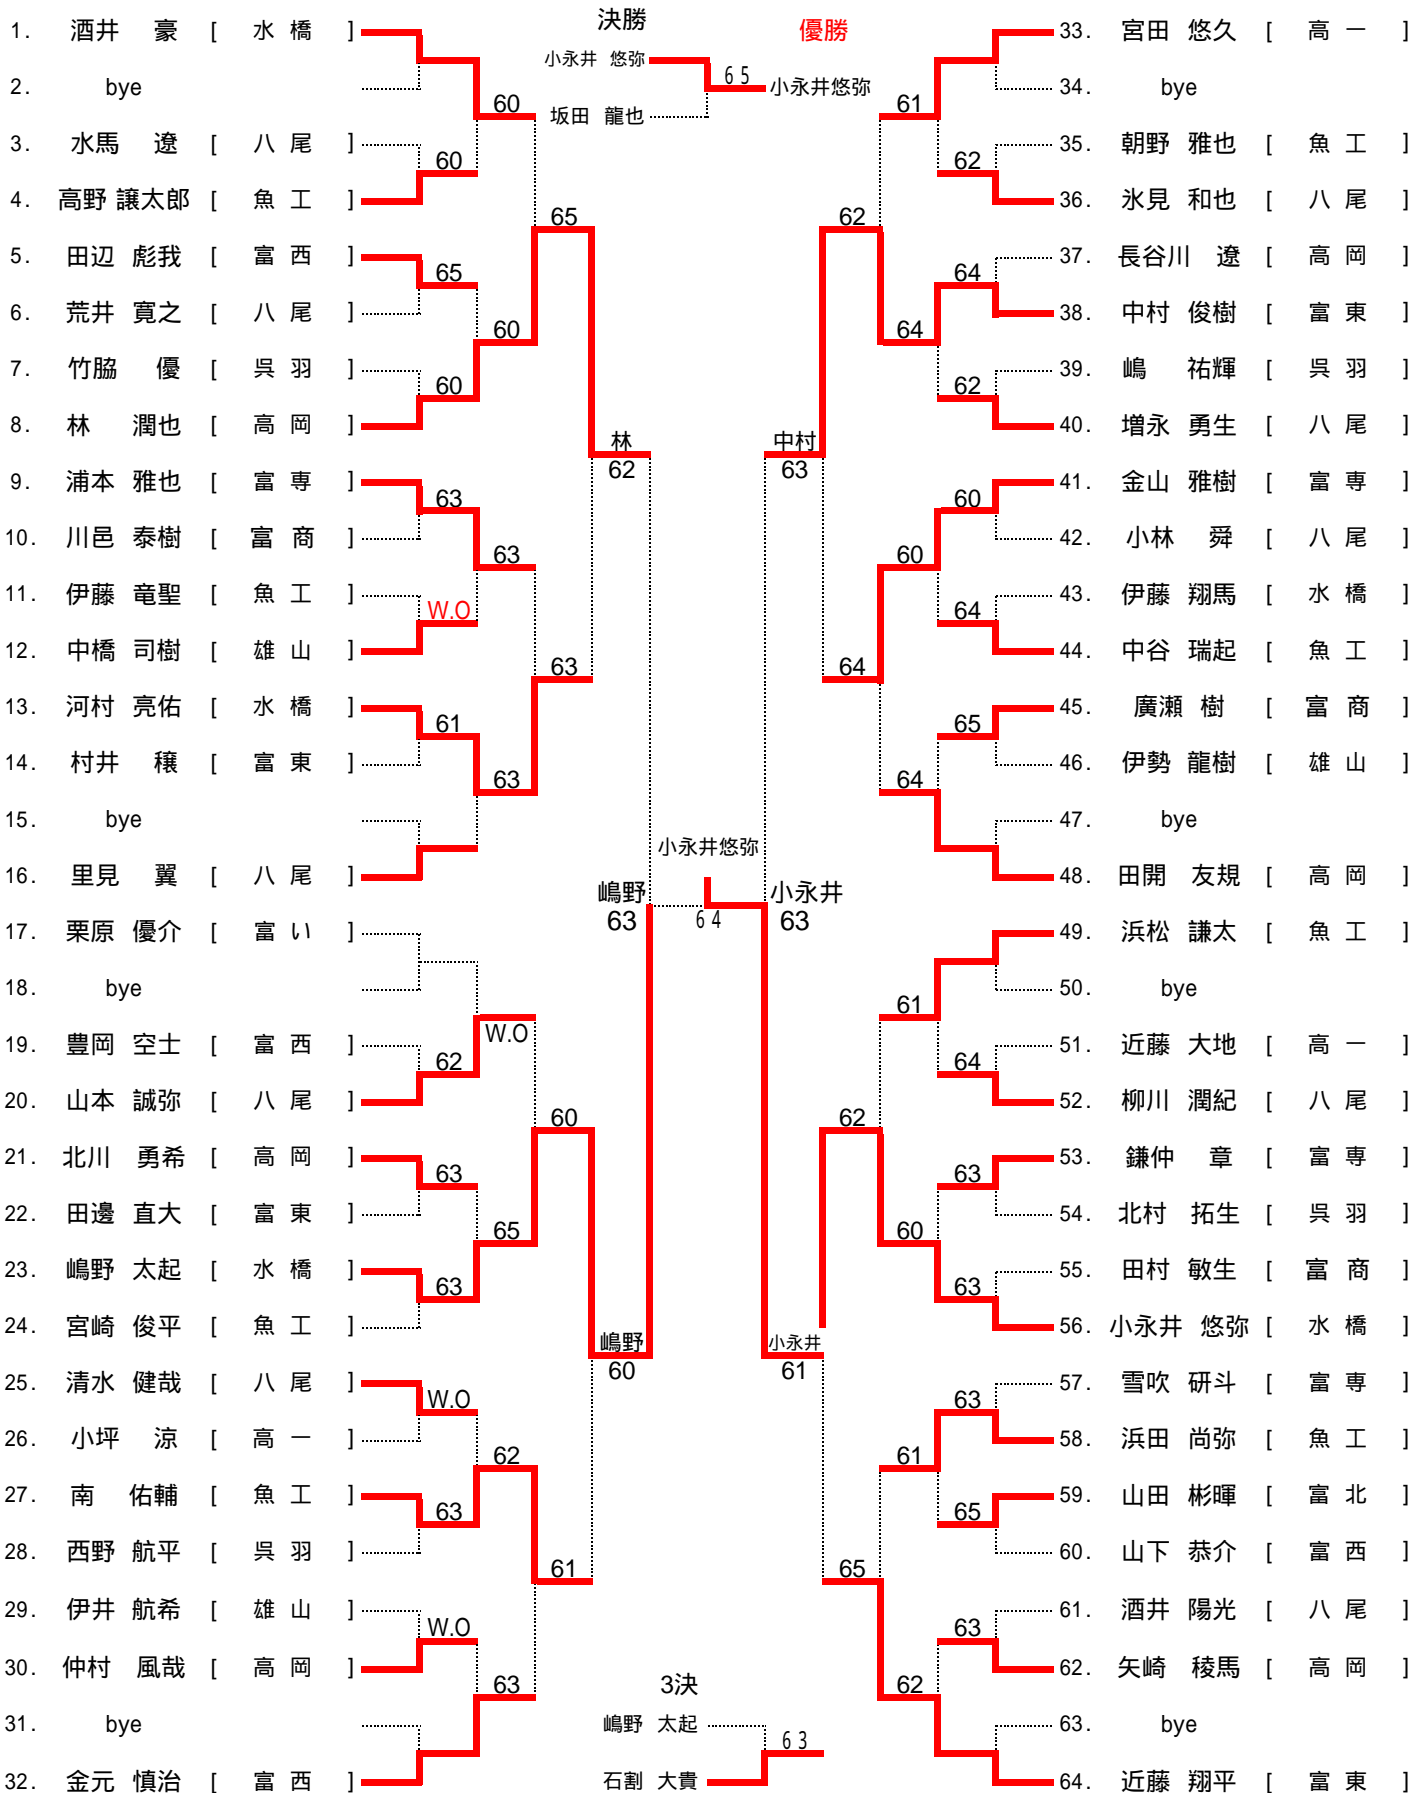 決勝
優勝
小永井 悠弥
6 5
小永井悠弥
坂田 龍也
1. 酒井 豪 [ 水 橋 ]
2. bye
60
3. 水馬 遼 [ 八 尾 ]
60
4. 高野 譲太郎 [ 魚 工 ]
65
5. 田辺 彪我 [ 富 西 ]
65
6. 荒井 寛之 [ 八 尾 ]
60
7. 竹脇 優 [ 呉 羽 ]
60
8. 林 潤也 [ 高 岡 ]
林
62
9. 浦本 雅也 [ 富 専 ]
63
10. 川邑 泰樹 [ 富 商 ]
63
11. 伊藤 竜聖 [ 魚 工 ]
W.O
12. 中橋 司樹 [ 雄 山 ]
63
13. 河村 亮佑 [ 水 橋 ]
61
14. 村井 穣 [ 富 東 ]
63
15. bye
16. 里見 翼 [ 八 尾 ]
嶋野
63
17. 栗原 優介 [ 富 い ]
18. bye
W.O
19. 豊岡 空士 [ 富 西 ]
62
20. 山本 誠弥 [ 八 尾 ]
60
21. 北川 勇希 [ 高 岡 ]
63
22. 田邊 直大 [ 富 東 ]
65
23. 嶋野 太起 [ 水 橋 ]
63
24. 宮崎 俊平 [ 魚 工 ]
嶋野
60
25. 清水 健哉 [ 八 尾 ]
W.O
26. 小坪 涼 [ 高 一 ]
62
27. 南 佑輔 [ 魚 工 ]
63
28. 西野 航平 [ 呉 羽 ]
61
29. 伊井 航希 [ 雄 山 ]
W.O
30. 仲村 風哉 [ 高 岡 ]
63
31. bye
32. 金元 慎治 [ 富 西 ]
小永井悠弥
6 4
33. 宮田 悠久 [ 高 一 ]
34. bye
61
35. 朝野 雅也 [ 魚 工 ]
62
36. 氷見 和也 [ 八 尾 ]
62
37. 長谷川 遼 [ 高 岡 ]
64
38. 中村 俊樹 [ 富 東 ]
64
39. 嶋 祐輝 [ 呉 羽 ]
62
40. 増永 勇生 [ 八 尾 ]
中村
63
41. 金山 雅樹 [ 富 専 ]
60
42. 小林 舜 [ 八 尾 ]
60
43. 伊藤 翔馬 [ 水 橋 ]
64
44. 中谷 瑞起 [ 魚 工 ]
64
45. 廣瀬 樹 [ 富 商 ]
65
46. 伊勢 龍樹 [ 雄 山 ]
64
47. bye
48. 田開 友規 [ 高 岡 ]
小永井
63
49. 浜松 謙太 [ 魚 工 ]
50. bye
61
51. 近藤 大地 [ 高 一 ]
64
52. 柳川 潤紀 [ 八 尾 ]
62
53. 鎌仲 章 [ 富 専 ]
63
54. 北村 拓生 [ 呉 羽 ]
60
55. 田村 敏生 [ 富 商 ]
63
56. 小永井 悠弥 [ 水 橋 ]
小永井
61
57. 雪吹 研斗 [ 富 専 ]
63
58. 浜田 尚弥 [ 魚 工 ]
61
59. 山田 彬暉 [ 富 北 ]
65
60. 山下 恭介 [ 富 西 ]
65
61. 酒井 陽光 [ 八 尾 ]
63
62. 矢崎 稜馬 [ 高 岡 ]
62
63. bye
64. 近藤 翔平 [ 富 東 ]
3決
嶋野 太起
6 3
石割 大貴